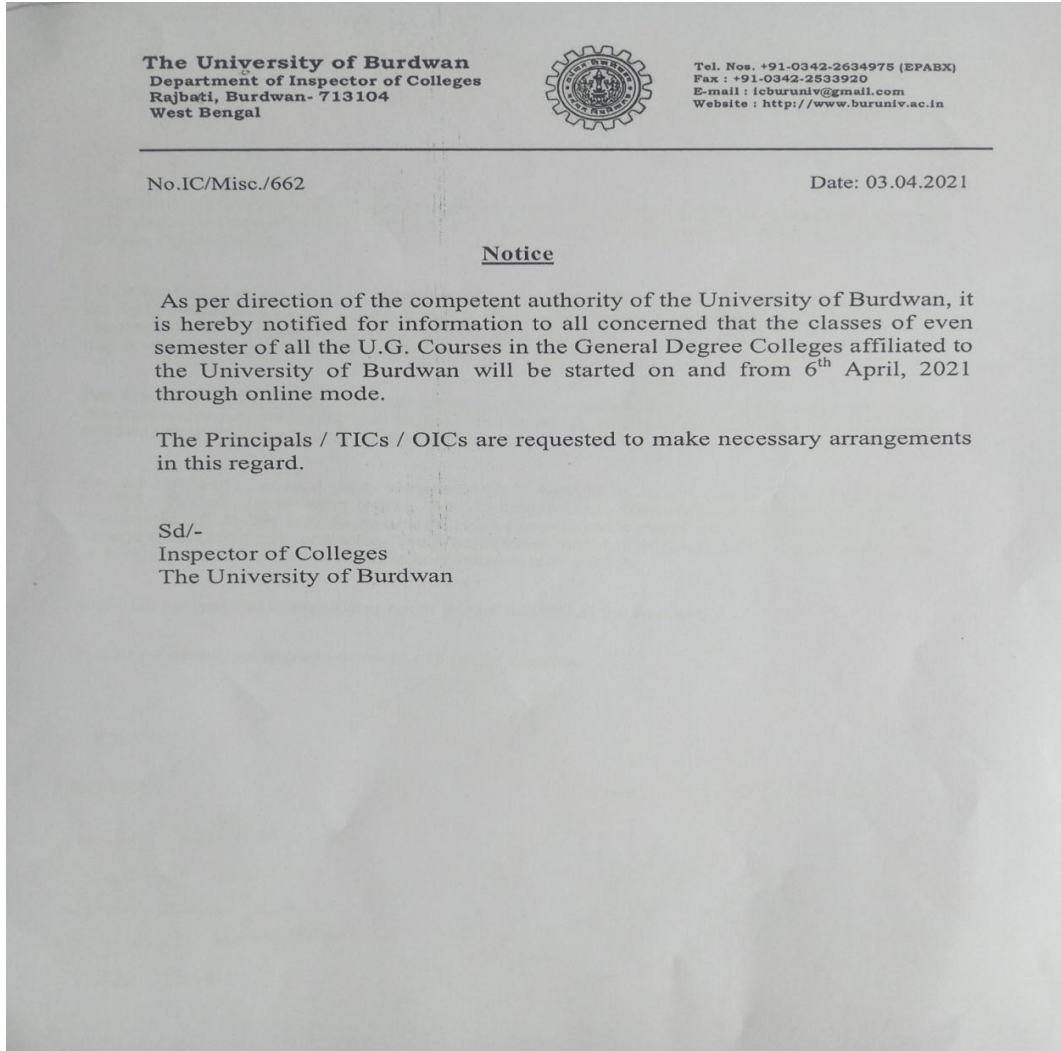 The University of Burdwan
Department of Inspector of Colleges
Rajbati, Burdwan- 713104
West Bengal
Tel. Nos. +91-0342-2634975 (EPABX)
Fax : +91-0342-2533920
E-mail : icburuniv@gmail.com
Website : http://www.buruniv.ac.in
No.IC/Misc./662
Date: 03.04.2021
Notice
As per direction of the competent authority of the University of Burdwan, it
is hereby notified for information to all concerned that the classes of even
semester of all the U.G. Courses in the General Degree Colleges affiliated to
the University of Burdwan will be started on and from 6th April, 2021
through online mode.
The Principals / TICs / OICs are requested to make necessary arrangements
in this regard.
Sd/-
Inspector of Colleges
The University of Burdwan